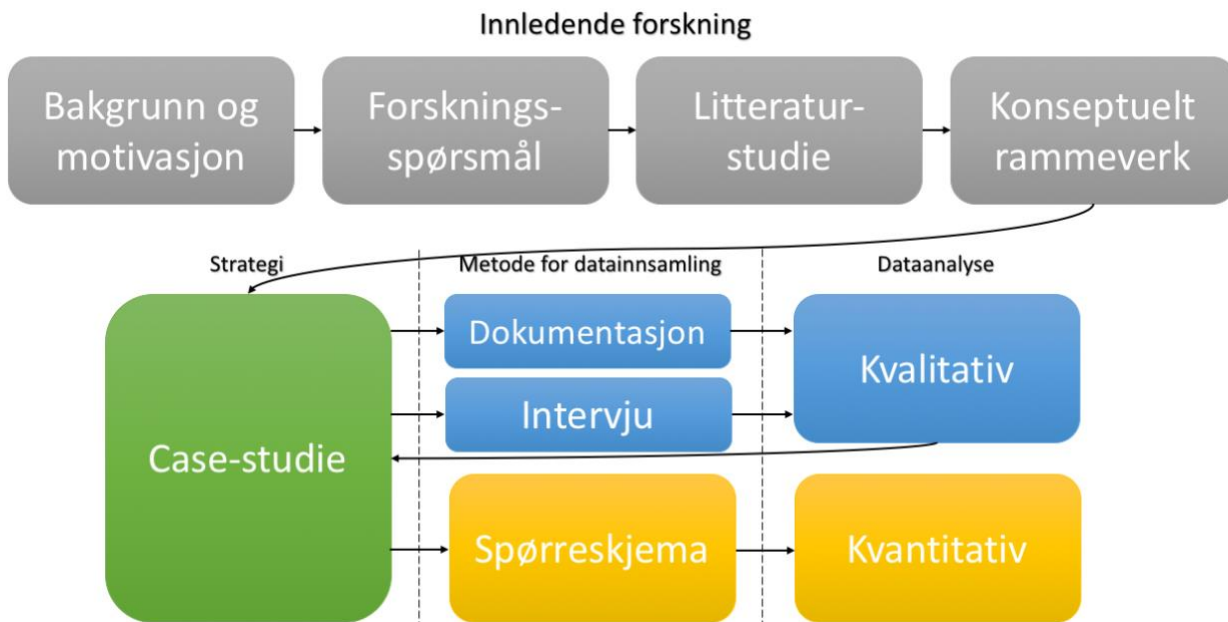 Innledende forskning
Bakgrunn og
motivasjon
Forsknings-
spørsmål
Litteratur-
studie
Konseptuelt
rammeverk
Strategi
Metode for datainnsamling
Dataanalyse
Case-studie
Dokumentasjon
Intervju
Kvalitativ
Spørreskjema
Kvantitativ